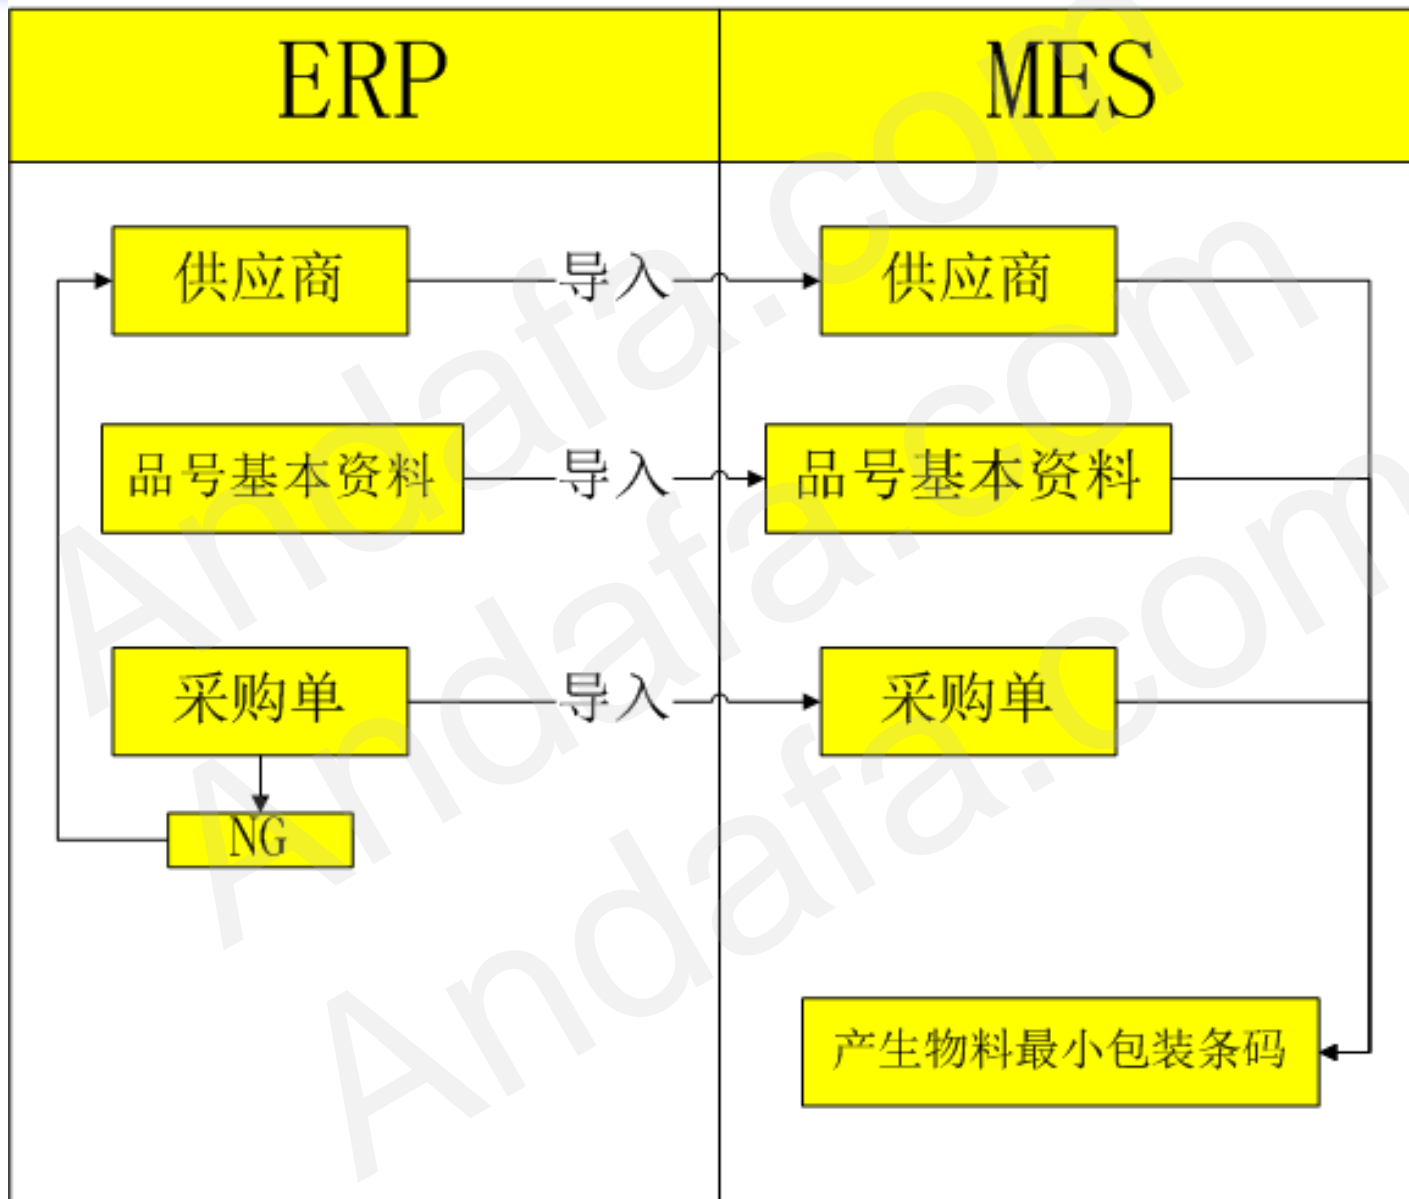 ERP
MES
供应商
导入
供应商
品号基本资料
导入
品号基本资料
采购单
导入
采购单
NG
产生物料最小包装条码
Andafa.com
Andafa.com
Andafa.com